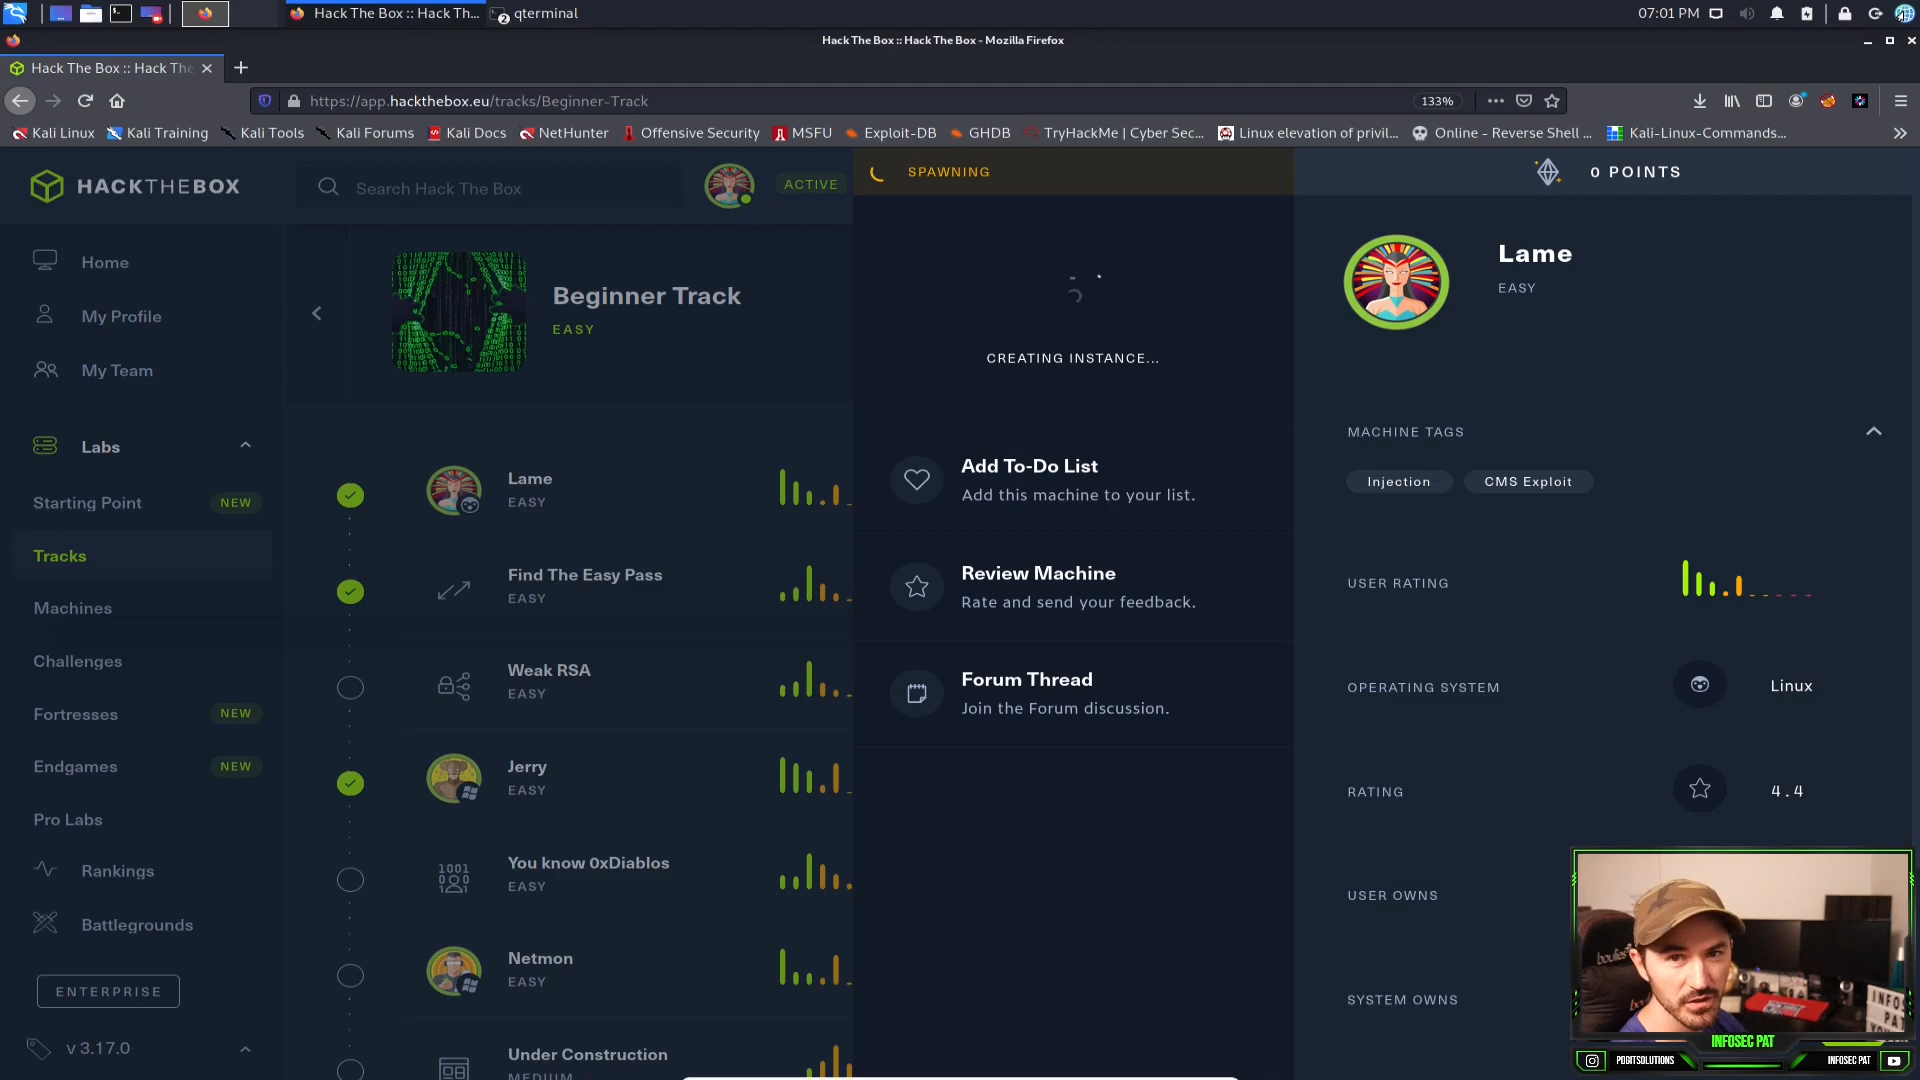 Hack The Box :: Hack Th...
2
qterminal
07:01 PM
Hack The Box :: Hack The Box - Mozilla Firefox
Hack The Box :: Hack The
https://app.hackthebox.eu/tracks/Beginner-Track
133%
Kali Linux
Kali Training
Kali Tools
Kali Forums
Kali Docs
NetHunter
Offensive Security
MSFU
Exploit-DB
GHDB
TryHackMe | Cyber Sec...
Linux elevation of privil...
Online - Reverse Shell ...
Kali-Linux-Commands...
HACKTHEBOX
Search Hack The Box
ACTIVE
SPAWNING
0 POINTS
Home
My Profile
My Team
Labs
Starting Point
NEW
Tracks
Machines
Challenges
Fortresses
NEW
Endgames
NEW
Pro Labs
Rankings
Battlegrounds
ENTERPRISE
v 3.17.0
Beginner Track
EASY
Lame
EASY
Find The Easy Pass
EASY
Weak RSA
EASY
Jerry
EASY
1001
You know 0xDiablos
EASY
Netmon
EASY
Under Construction
MEDIUM
CREATING INSTANCE...
Add To-Do List
Add this machine to your list.
Review Machine
Rate and send your feedback.
Forum Thread
Join the Forum discussion.
Lame
EASY
MACHINE TAGS
Injection
CMS Exploit
USER RATING
OPERATING SYSTEM
Linux
RATING
4.4
USER OWNS
SYSTEM OWNS
boulies
INFOSEC PAT
PDDITSOLUTIONS
INFOSEC PAT